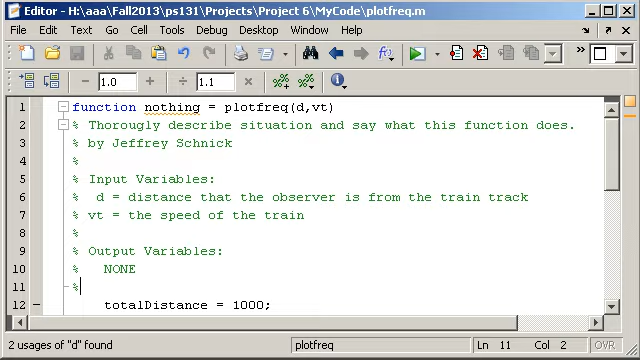 Editor - H:\aaa\Fall2013\ps131\Projects\Project 6\MyCode\plotfreq.m
File Edit Text Go Cell Tools Debug Desktop Window Help
1.0 1.1
1 function nothing = plotfreq(d,vt)
2 % Thorougly describe situation and say what this function does.
3 % by Jeffrey Schnick
4 %
5 % Input Variables:
6 % d = distance that the observer is from the train track
7 % vt = the speed of the train
8 %
9 % Output Variables:
10 % NONE
11 %
12 totalDistance = 1000;
2 usages of "d" found plotfreq Ln 11 Col 2 OVR